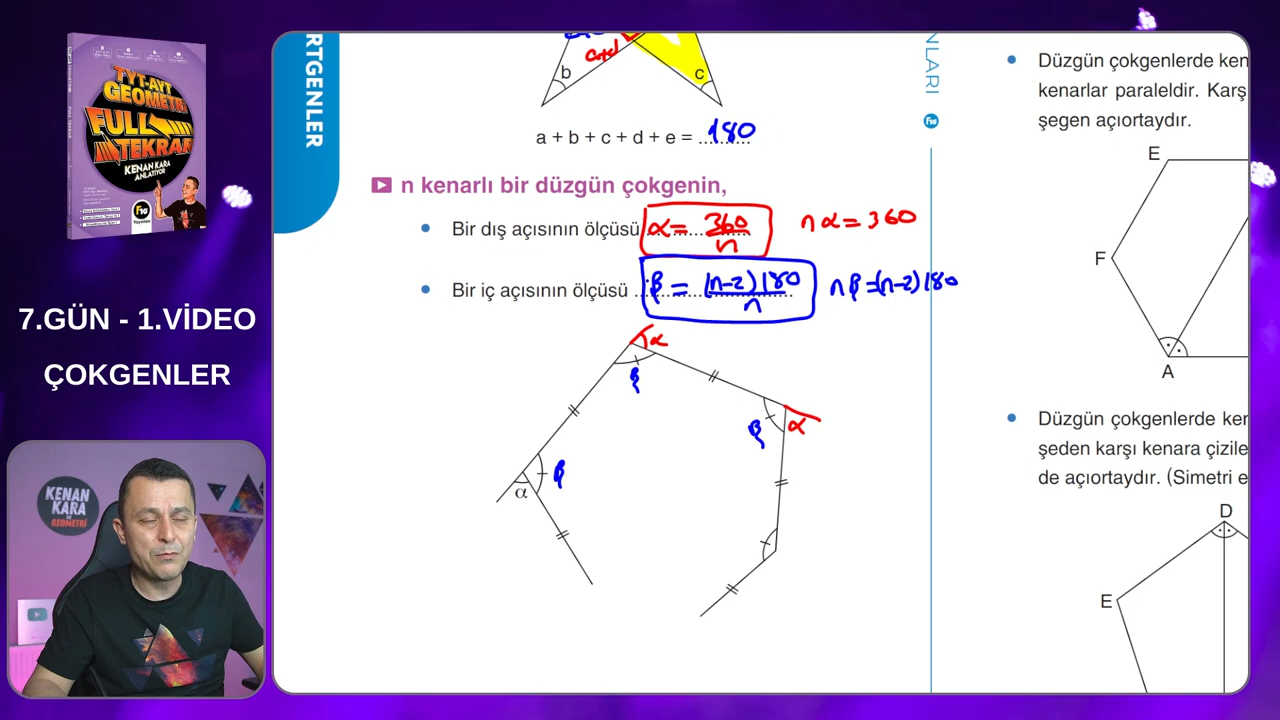 TYT-AYT
GEOMETRİ
FULL
TEKRAR
KENAN KARA
ANLATIYOR
F10
Yayınları
7.GÜN - 1.VİDEO
ÇOKGENLER
KENAN
KARA
GEOMETRİ
RTGENLER
b
c
a + b + c + d + e = ..........
180
n kenarlı bir düzgün çokgenin,
• Bir dış açısının ölçüsü α = 360/n nα = 360
• Bir iç açısının ölçüsü β = (n-2)180/n nβ = (n-2)180
α
β
β
α
β
α
NLARI
• Düzgün çokgenlerde ken
kenarlar paraleldir. Karş
şegen açıortaydır.
E
F
A
• Düzgün çokgenlerde ker
şeden karşı kenara çizile
de açıortaydır. (Simetri e
D
E